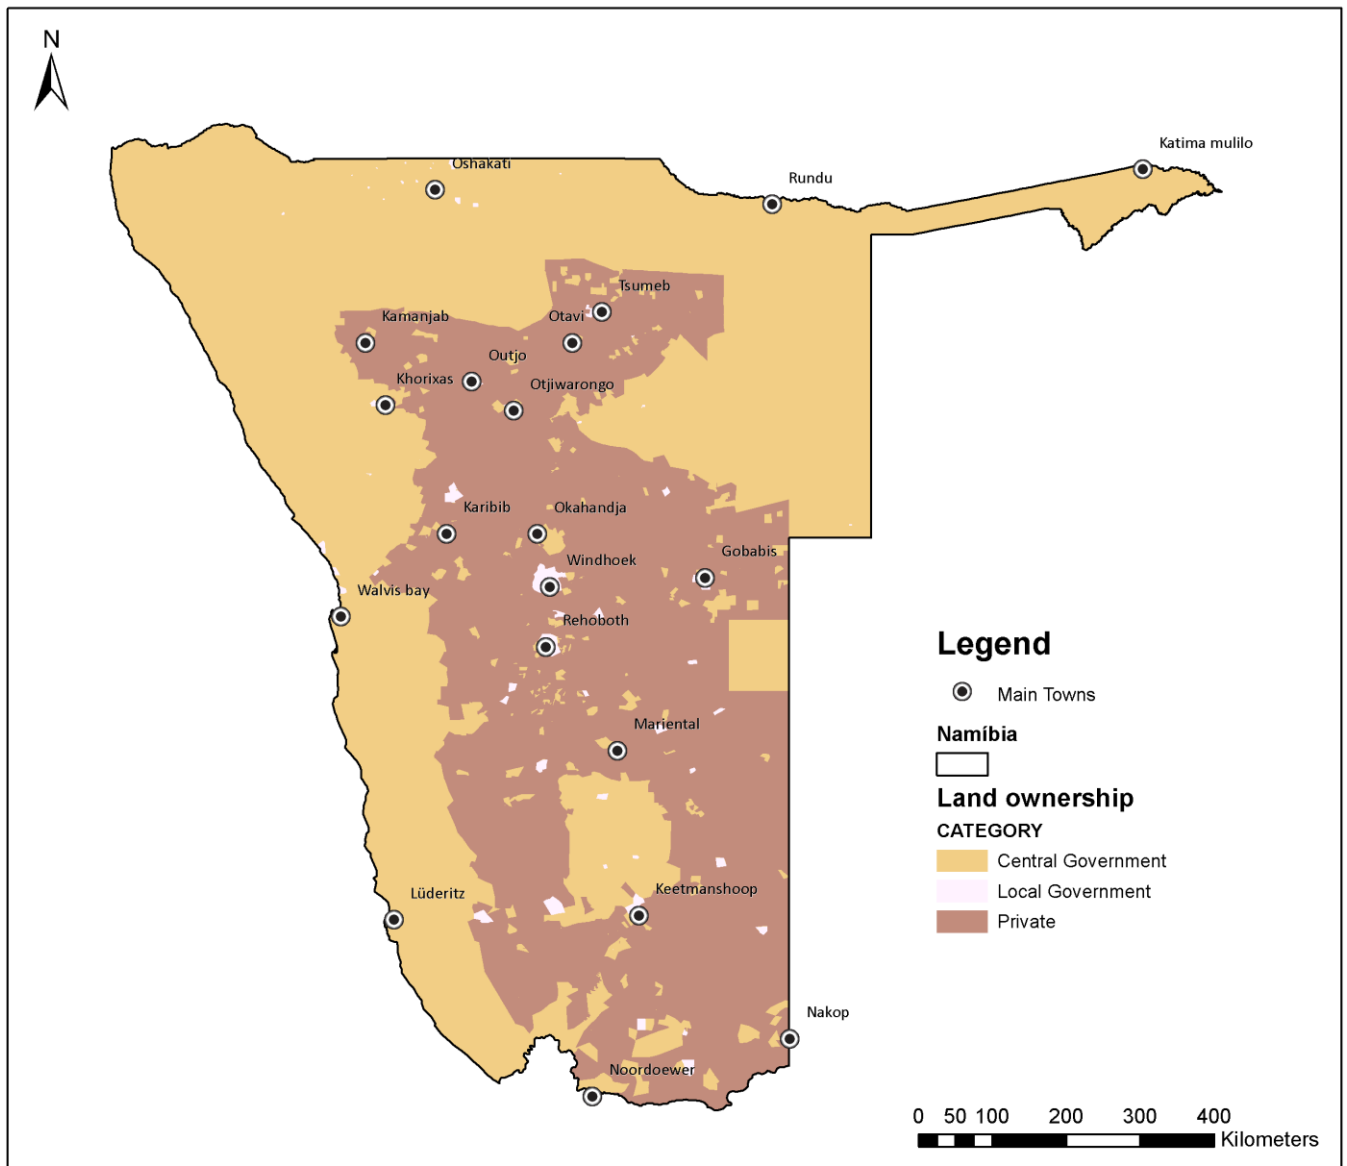 N
Katima mulilo
Oshakati
Rundu
Tsumeb
Kamanjab
Otavi
Outjo
Khorixas
Otjiwarongo
Karibib
Okahandja
Gobabis
Windhoek
Walvis bay
Rehoboth
Legend
Main Towns
Mariental
Namíbia
Land ownership
CATEGORY
Central Government
Lüderitz
Keetmanshoop
Local Government
Private
Nakop
Noordoewer
0 50 100 200 300 400
Kilometers